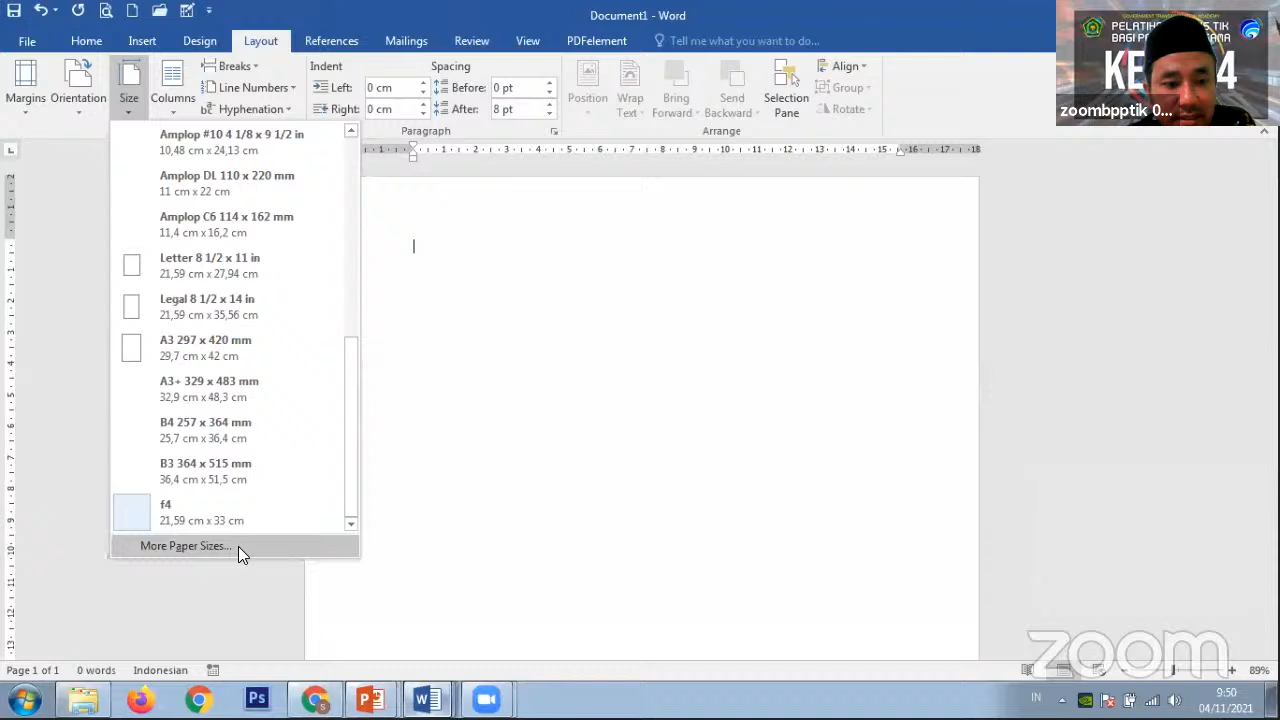 Document1 - Word
File Home Insert Design Layout References Mailings Review View PDFelement Tell me what you want to do...
Margins Orientation Size Columns
Breaks
Line Numbers
Hyphenation
Indent Spacing
Left: 0 cm Before: 0 pt
Right: 0 cm After: 8 pt
Paragraph
Position Wrap Text Bring Forward Send Backward Selection Pane
Align
Group
Rotate
Arrange
GOVERNMENT TRANSFORMATION ACADEMY
zoombpptik 0...
Amplop #10 4 1/8 x 9 1/2 in
10,48 cm x 24,13 cm
Amplop DL 110 x 220 mm
11 cm x 22 cm
Amplop C6 114 x 162 mm
11,4 cm x 16,2 cm
Letter 8 1/2 x 11 in
21,59 cm x 27,94 cm
Legal 8 1/2 x 14 in
21,59 cm x 35,56 cm
A3 297 x 420 mm
29,7 cm x 42 cm
A3+ 329 x 483 mm
32,9 cm x 48,3 cm
B4 257 x 364 mm
25,7 cm x 36,4 cm
B3 364 x 515 mm
36,4 cm x 51,5 cm
f4
21,59 cm x 33 cm
More Paper Sizes...
zoom
Page 1 of 1 0 words Indonesian 89%
Ps
IN
9:50
04/11/2021